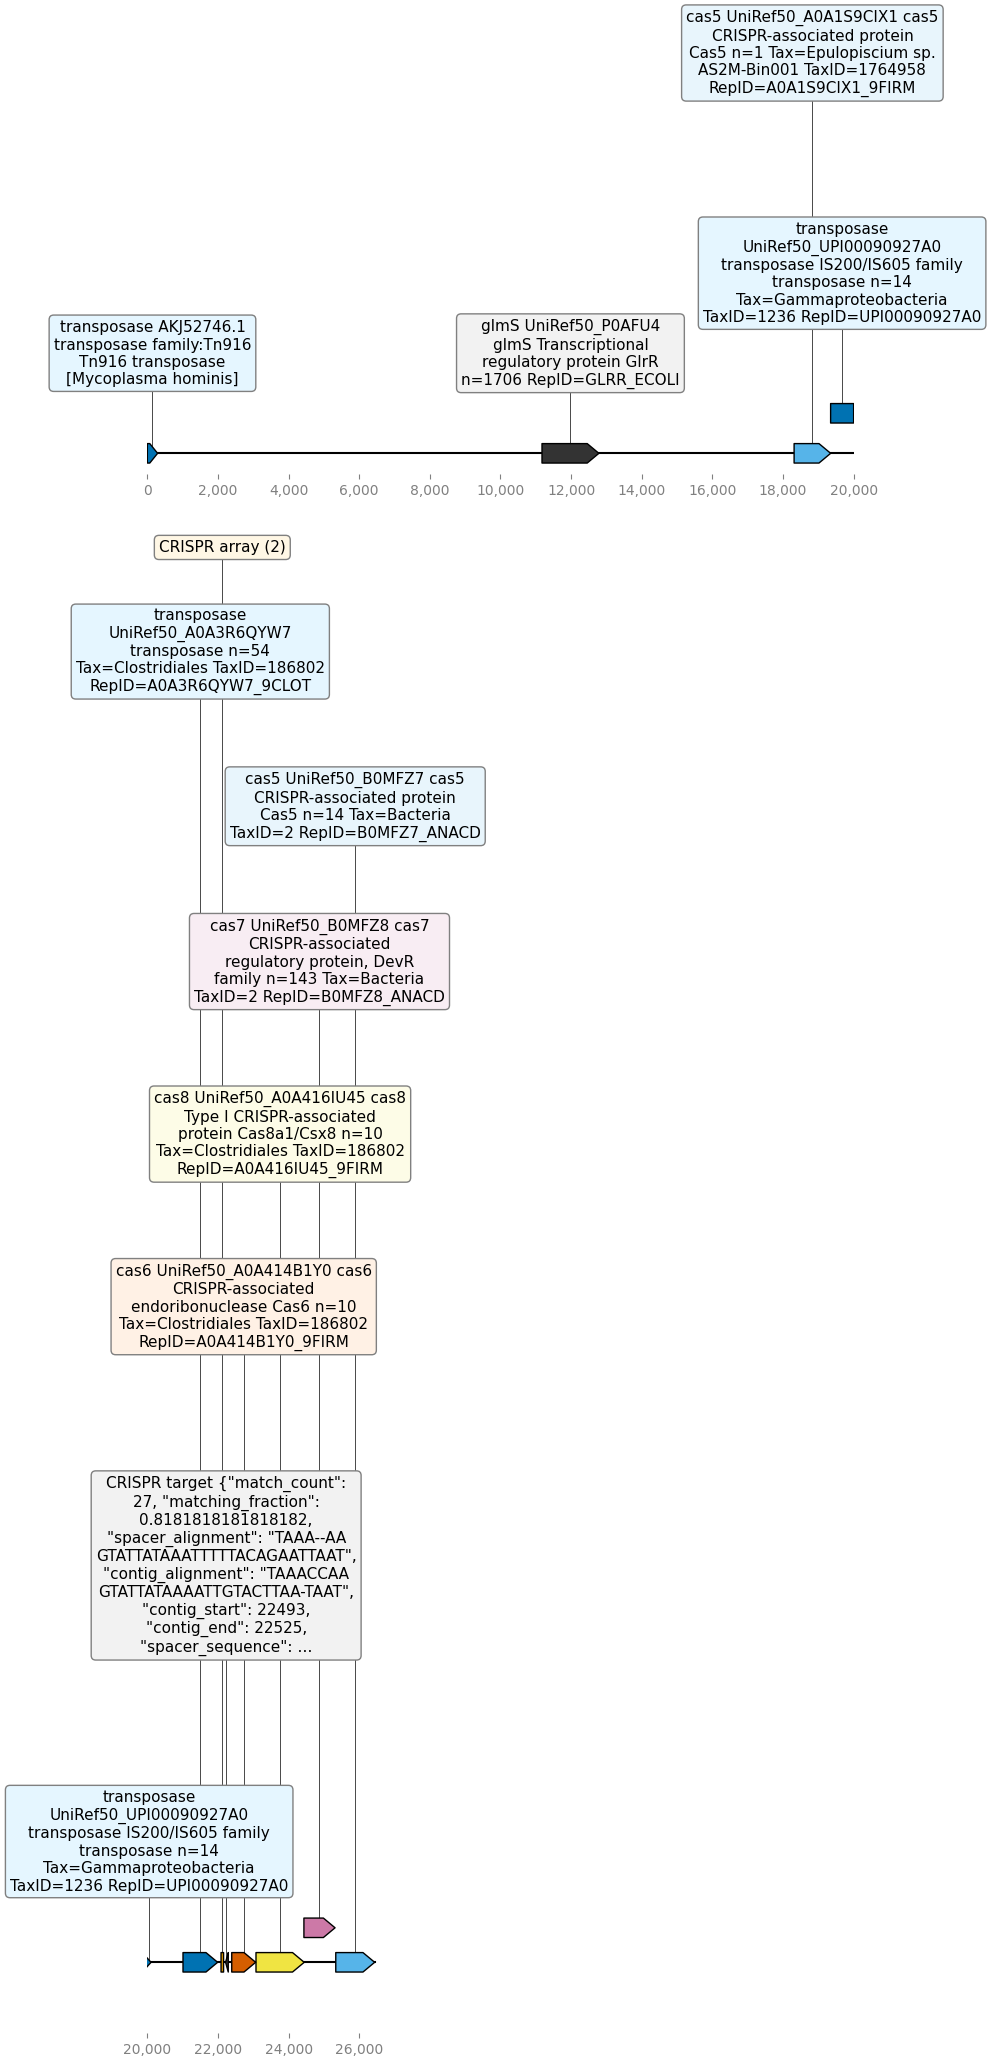 cas5 UniRef50_A0A1S9CIX1 cas5
CRISPR-associated protein
Cas5 n=1 Tax=Epulopiscium sp.
AS2M-Bin001 TaxID=1764958
RepID=A0A1S9CIX1_9FIRM
transposase
UniRef50_UPI00090927A0
transposase IS200/IS605 family
transposase n=14
Tax=Gammaproteobacteria
TaxID=1236 RepID=UPI00090927A0
transposase AKJ52746.1
transposase family:Tn916
Tn916 transposase
[Mycoplasma hominis]
glmS UniRef50_P0AFU4
glmS Transcriptional
regulatory protein GlrR
n=1706 RepID=GLRR_ECOLI
0 2,000 4,000 6,000 8,000 10,000 12,000 14,000 16,000 18,000 20,000
CRISPR array (2)
transposase
UniRef50_A0A3R6QYW7
transposase n=54
Tax=Clostridiales TaxID=186802
RepID=A0A3R6QYW7_9CLOT
cas5 UniRef50_B0MFZ7 cas5
CRISPR-associated protein
Cas5 n=14 Tax=Bacteria
TaxID=2 RepID=B0MFZ7_ANACD
cas7 UniRef50_B0MFZ8 cas7
CRISPR-associated
regulatory protein, DevR
family n=143 Tax=Bacteria
TaxID=2 RepID=B0MFZ8_ANACD
cas8 UniRef50_A0A416IU45 cas8
Type I CRISPR-associated
protein Cas8a1/Csx8 n=10
Tax=Clostridiales TaxID=186802
RepID=A0A416IU45_9FIRM
cas6 UniRef50_A0A414B1Y0 cas6
CRISPR-associated
endoribonuclease Cas6 n=10
Tax=Clostridiales TaxID=186802
RepID=A0A414B1Y0_9FIRM
CRISPR target {"match_count":
27, "matching_fraction":
0.8181818181818182,
"spacer_alignment": "TAAA--AA
GTATTATAAATTTTTACAGAATTAAT",
"contig_alignment": "TAAACCAA
GTATTATAAAATTGTACTTAA-TAAT",
"contig_start": 22493,
"contig_end": 22525,
"spacer_sequence": ...
transposase
UniRef50_UPI00090927A0
transposase IS200/IS605 family
transposase n=14
Tax=Gammaproteobacteria
TaxID=1236 RepID=UPI00090927A0
20,000 22,000 24,000 26,000